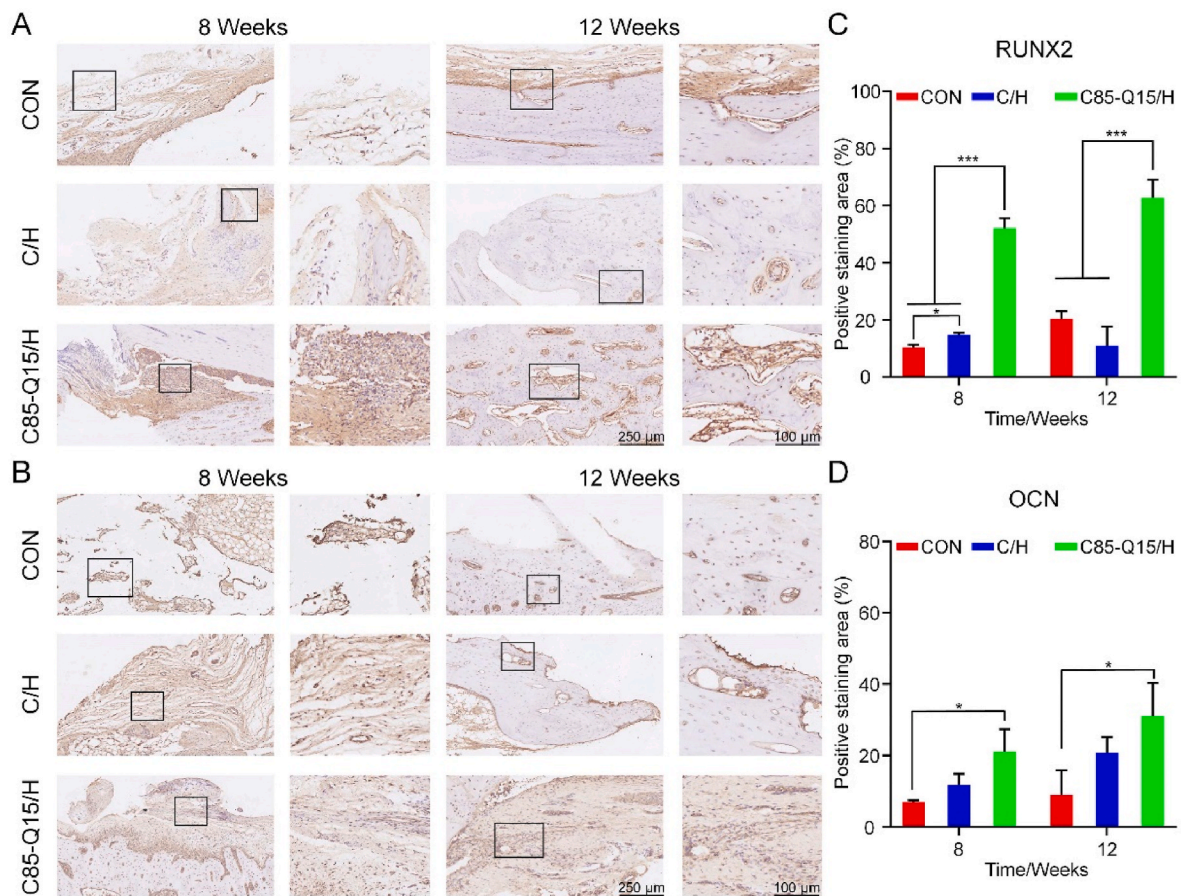 A
8 Weeks
12 Weeks
CON
C/H
C85-Q15/H
250 µm
100 µm
B
8 Weeks
12 Weeks
CON
C/H
C85-Q15/H
250 µm
100 µm
C
RUNX2
CON C/H C85-Q15/H
Positive staining area (%)
100
80
60
40
20
0
***
*
***
8 12
Time/Weeks
D
OCN
CON C/H C85-Q15/H
Positive staining area (%)
80
60
40
20
0
*
*
8 12
Time/Weeks